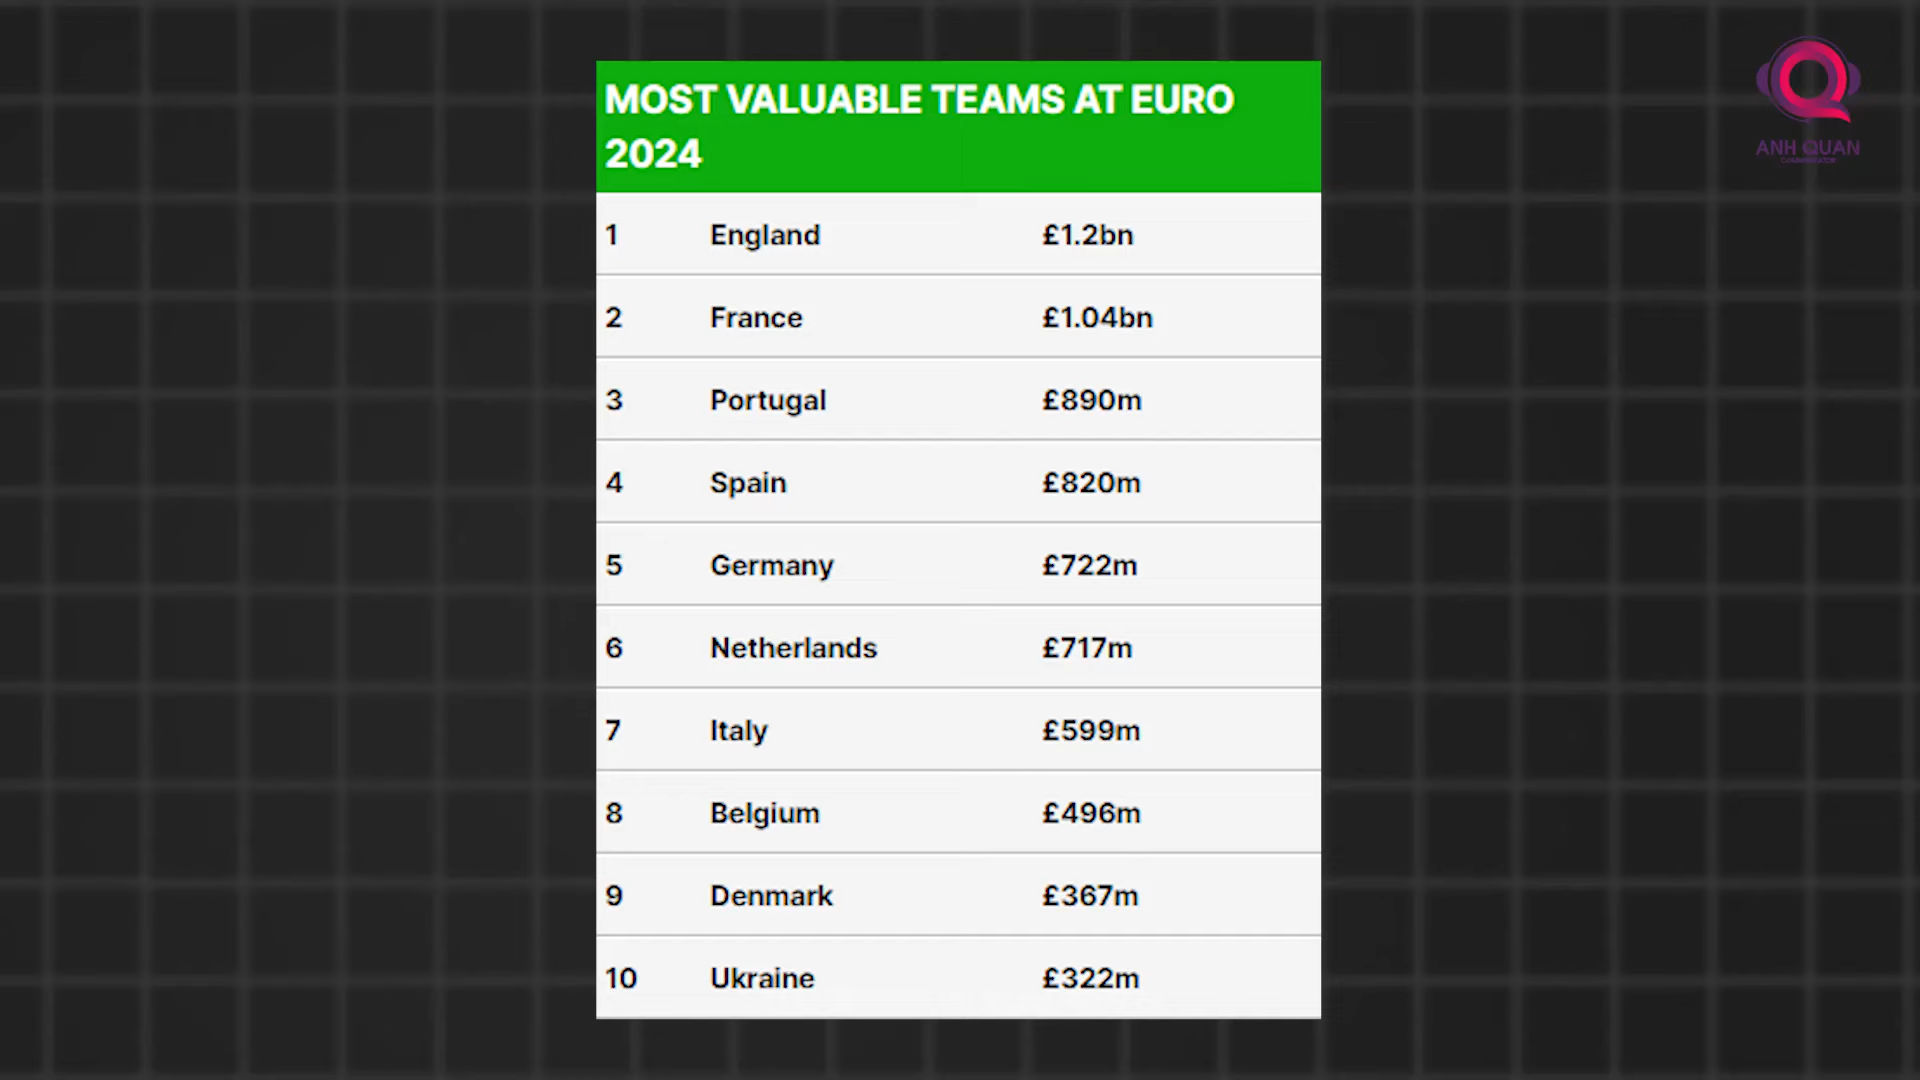 MOST VALUABLE TEAMS AT EURO
2024
1 England £1.2bn
2 France £1.04bn
3 Portugal £890m
4 Spain £820m
5 Germany £722m
6 Netherlands £717m
7 Italy £599m
8 Belgium £496m
9 Denmark £367m
10 Ukraine £322m
ANH QUAN